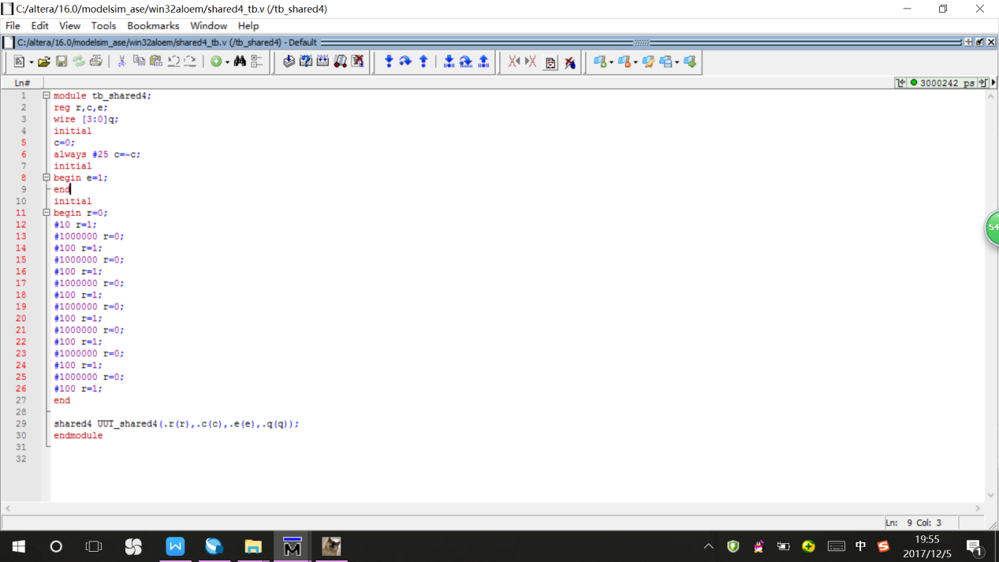 C:/altera/16.0/modelsim_ase/win32aloem/shared4_tb.v (/tb_shared4)
File Edit View Tools Bookmarks Window Help
C:/altera/16.0/modelsim_ase/win32aloem/shared4_tb.v (/tb_shared4) - Default
Ln# 3000242 ps
1 module tb_shared4;
2 reg r,c,e;
3 wire [3:0]q;
4 initial
5 c=0;
6 always #25 c=~c;
7 initial
8 begin e=1;
9 end
10 initial
11 begin r=0;
12 #10 r=1;
13 #1000000 r=0;
14 #100 r=1;
15 #1000000 r=0;
16 #100 r=1;
17 #1000000 r=0;
18 #100 r=1;
19 #1000000 r=0;
20 #100 r=1;
21 #1000000 r=0;
22 #100 r=1;
23 #1000000 r=0;
24 #100 r=1;
25 #1000000 r=0;
26 #100 r=1;
27 end
28
29 shared4 UUT_shared4(.r(r),.c(c),.e(e),.q(q));
30 endmodule
31
32
54
Ln: 9 Col: 3
中
19:55
2017/12/5
1